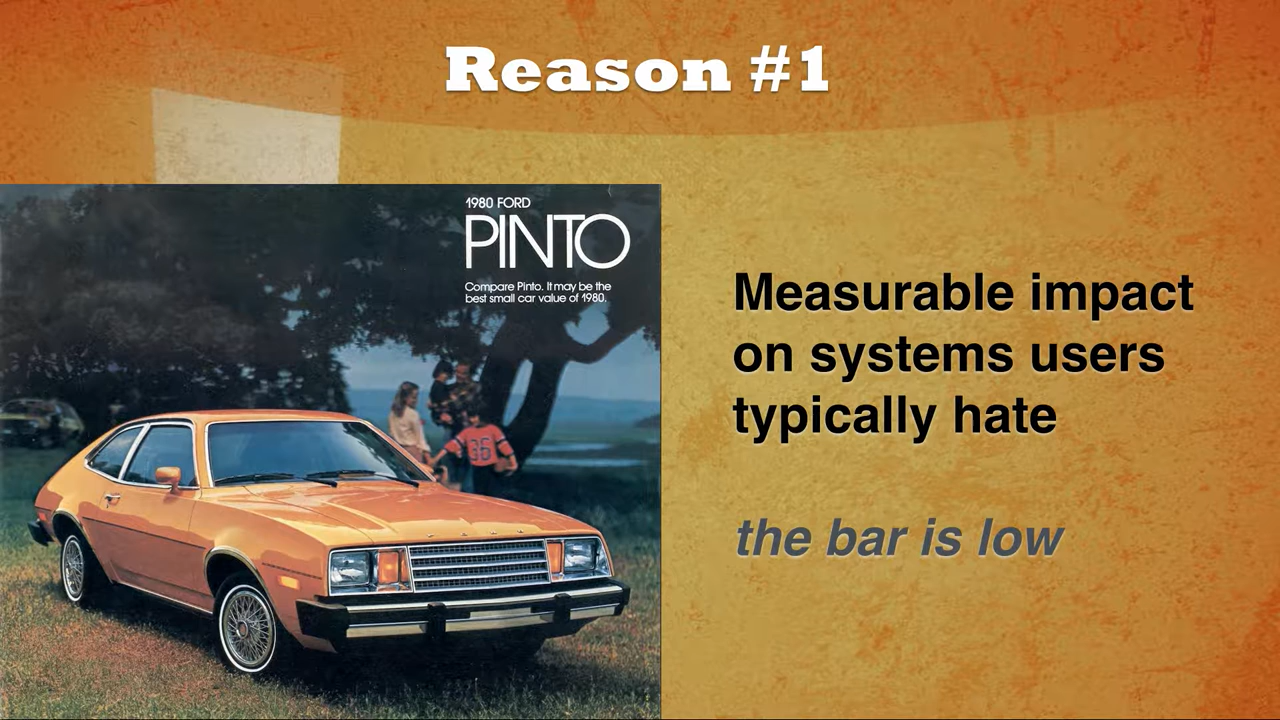 Reason #1
1980 FORD
PINTO
Compare Pinto. It may be the
best small car value of 1980.
36
Measurable impact
on systems users
typically hate
the bar is low